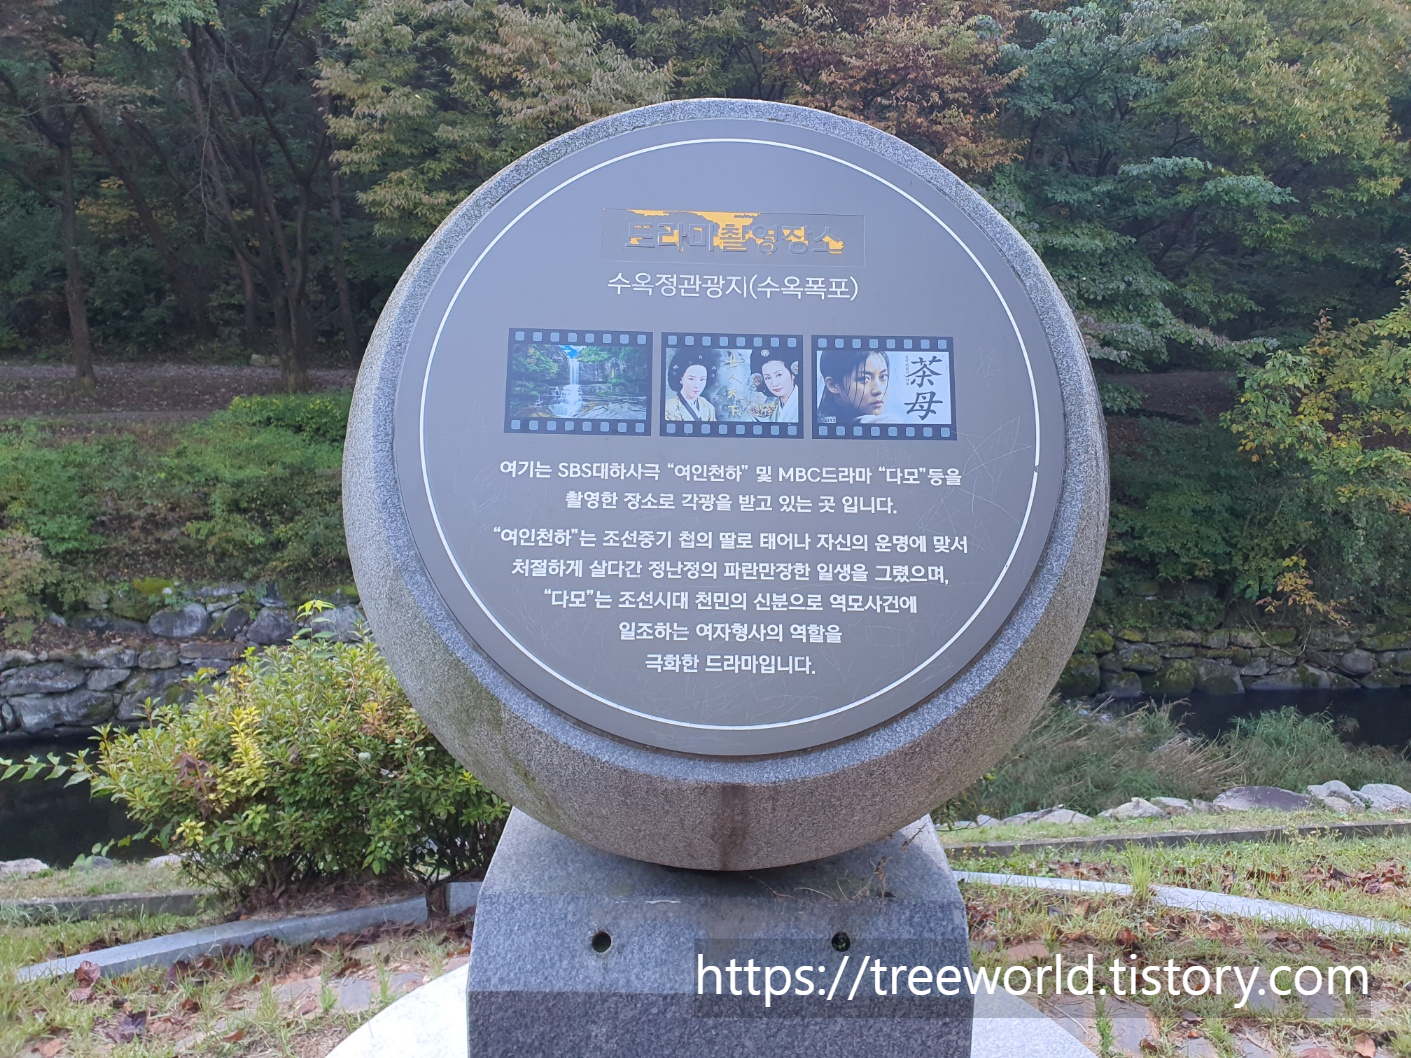 드라마촬영장소
수옥정관광지(수옥폭포)
女人天下
茶母
여기는 SBS대하사극 “여인천하” 및 MBC드라마 “다모”등을
촬영한 장소로 각광을 받고 있는 곳 입니다.
“여인천하”는 조선중기 첩의 딸로 태어나 자신의 운명에 맞서
처절하게 살다간 정난정의 파란만장한 일생을 그렸으며,
“다모”는 조선시대 천민의 신분으로 역모사건에
일조하는 여자형사의 역할을
극화한 드라마입니다.
https://treeworld.tistory.com